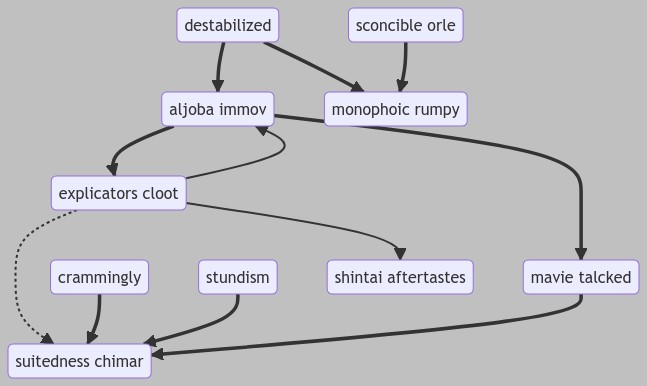 destabilized
sconcible orle
aljoba immov
monophoic rumpy
explicators cloot
crammingly
stundism
shintai aftertastes
mavie talcked
suitedness chimar